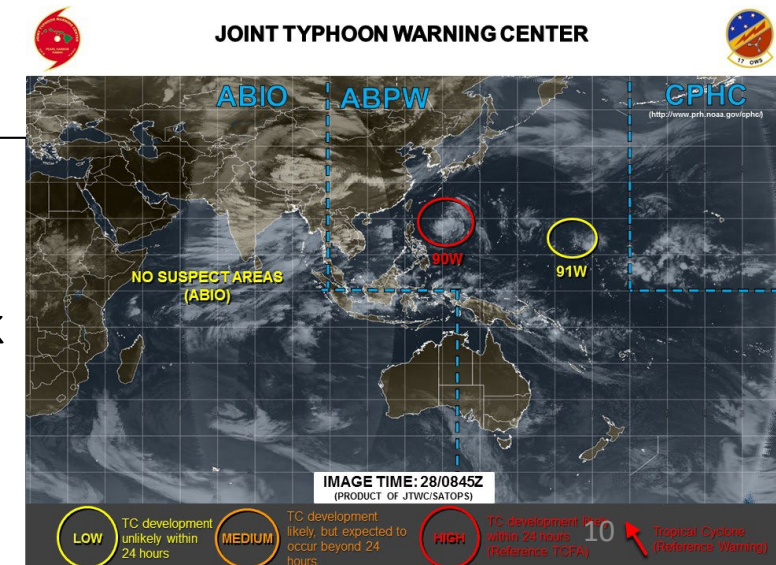 JOINT TYPHOON WARNING CENTER
17 OWS
ABIO
ABPW
CPHC
(http://www.prh.noaa.gov/cphc/)
90W
91W
NO SUSPECT AREAS
(ABIO)
IMAGE TIME: 28/0845Z
(PRODUCT OF JTWC/SATOPS)
LOW
TC development
unlikely within
24 hours
MEDIUM
TC development
likely, but expected to
occur beyond 24
hours
HIGH
TC development likely
within 24 hours
(Reference TCFA)
10
Tropical Cyclone
(Reference Warning)